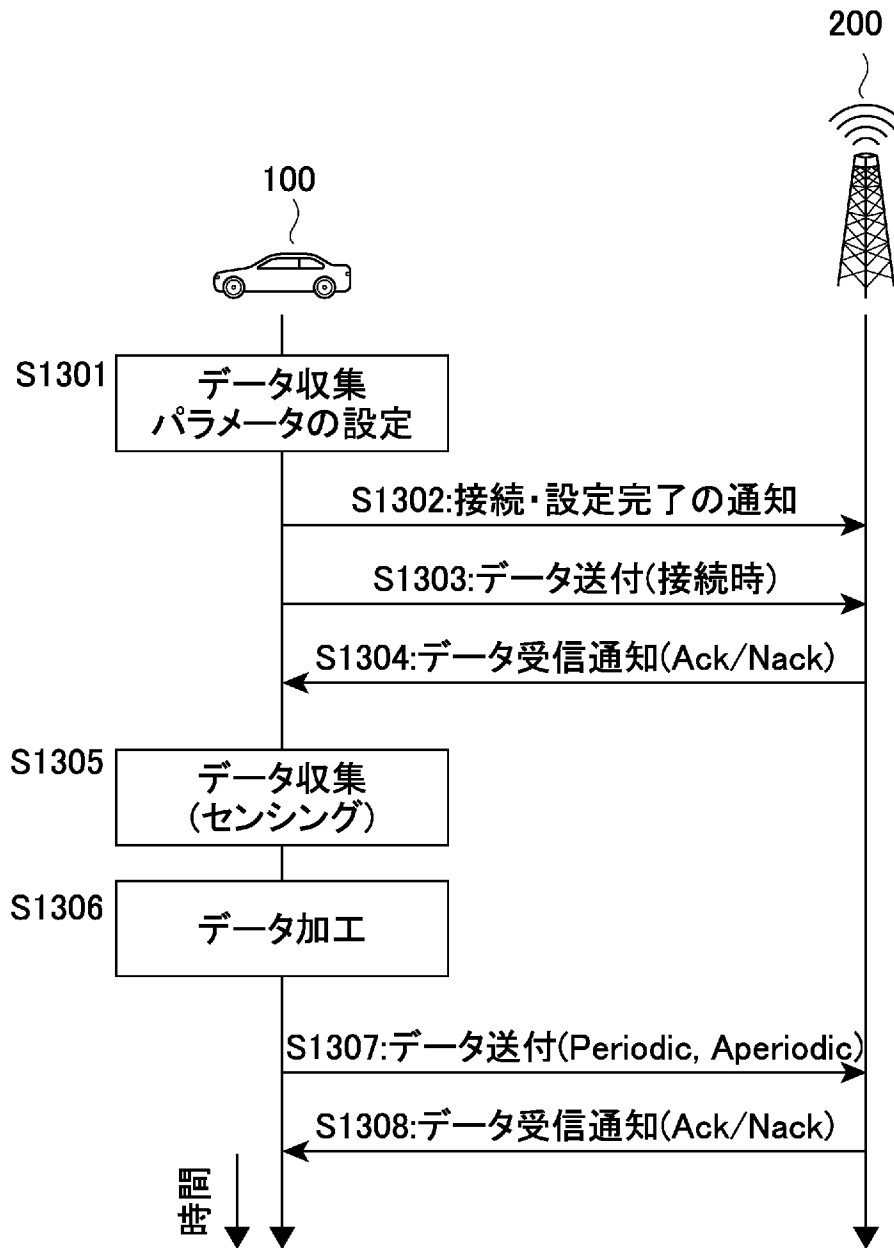 200
100
S1301
データ収集
パラメータの設定
S1302:接続・設定完了の通知
S1303:データ送付(接続時)
S1304:データ受信通知(Ack/Nack)
S1305
データ収集
(センシング)
S1306
データ加工
S1307:データ送付(Periodic, Aperiodic)
S1308:データ受信通知(Ack/Nack)
時間